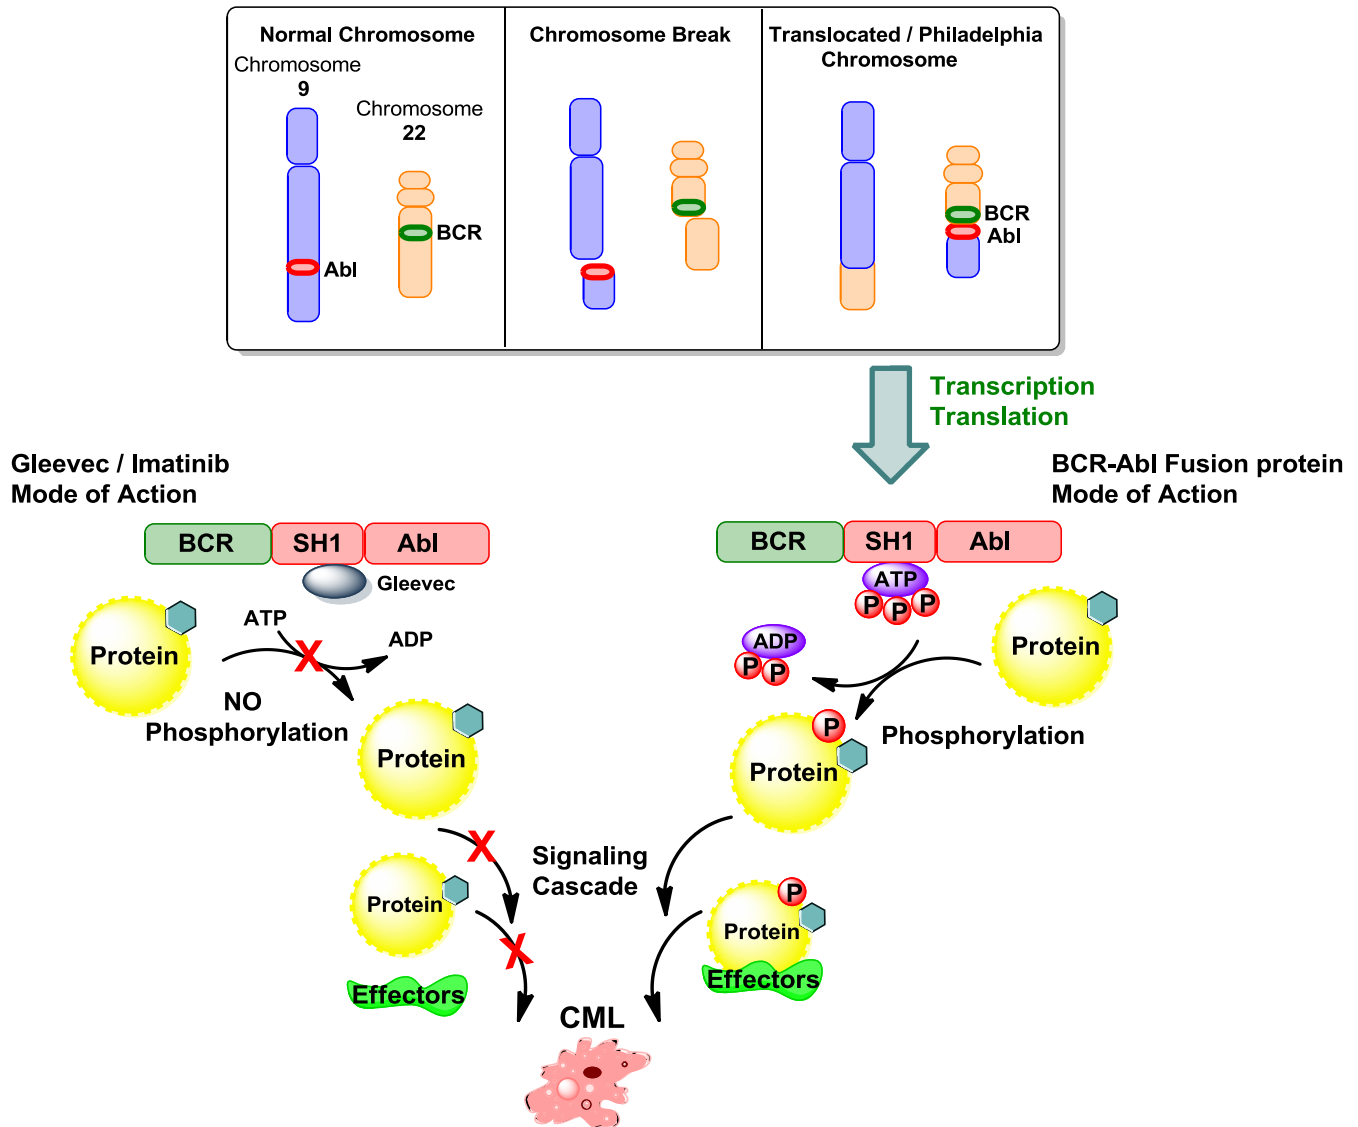 Normal Chromosome
Chromosome
9
Chromosome
22
BCR
Abl
Chromosome Break
Translocated / Philadelphia
Chromosome
BCR
Abl
Transcription
Translation
Gleevec / Imatinib
Mode of Action
BCR-Abl Fusion protein
Mode of Action
BCR SH1 Abl
Gleevec
ATP
ADP
Protein
X
NO
Phosphorylation
Protein
X
Protein
X
Effectors
BCR SH1 Abl
ATP
P P P
ADP
P P
Protein
P
Protein
Phosphorylation
Signaling
Cascade
P
Protein
Effectors
CML